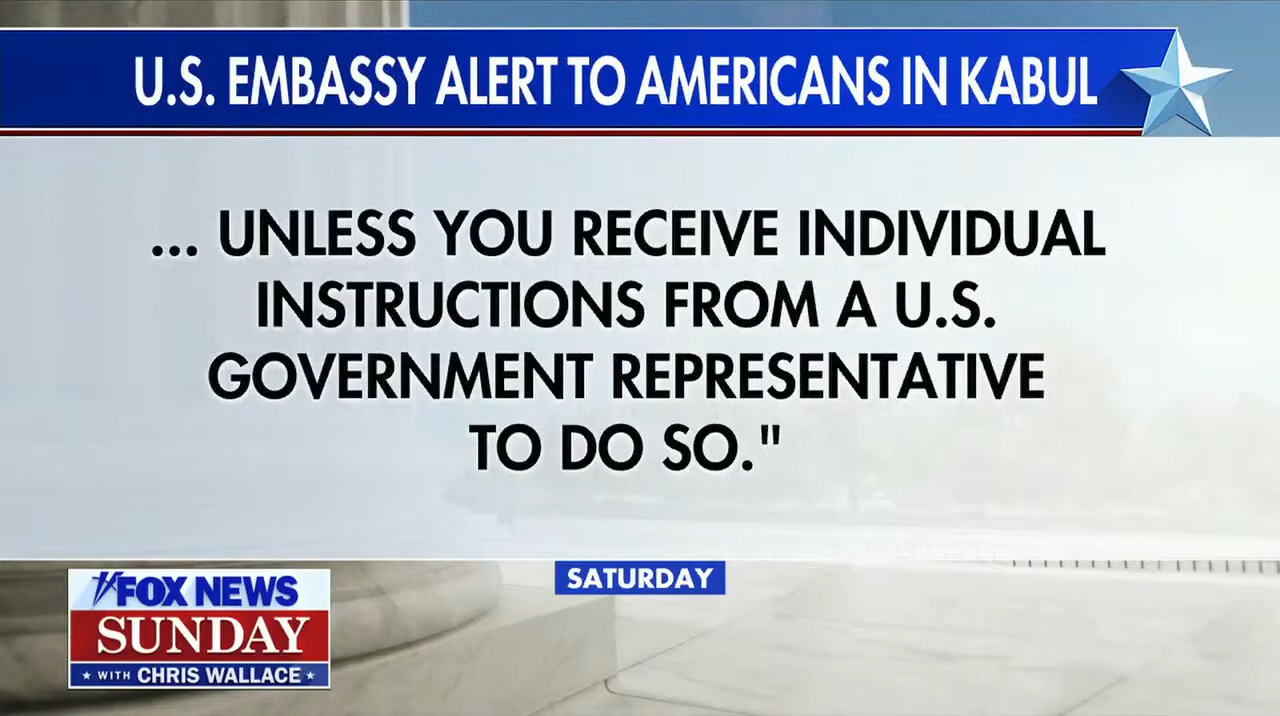 U.S. EMBASSY ALERT TO AMERICANS IN KABUL
... UNLESS YOU RECEIVE INDIVIDUAL
INSTRUCTIONS FROM A U.S.
GOVERNMENT REPRESENTATIVE
TO DO SO."
SATURDAY
FOX NEWS
SUNDAY
WITH CHRIS WALLACE